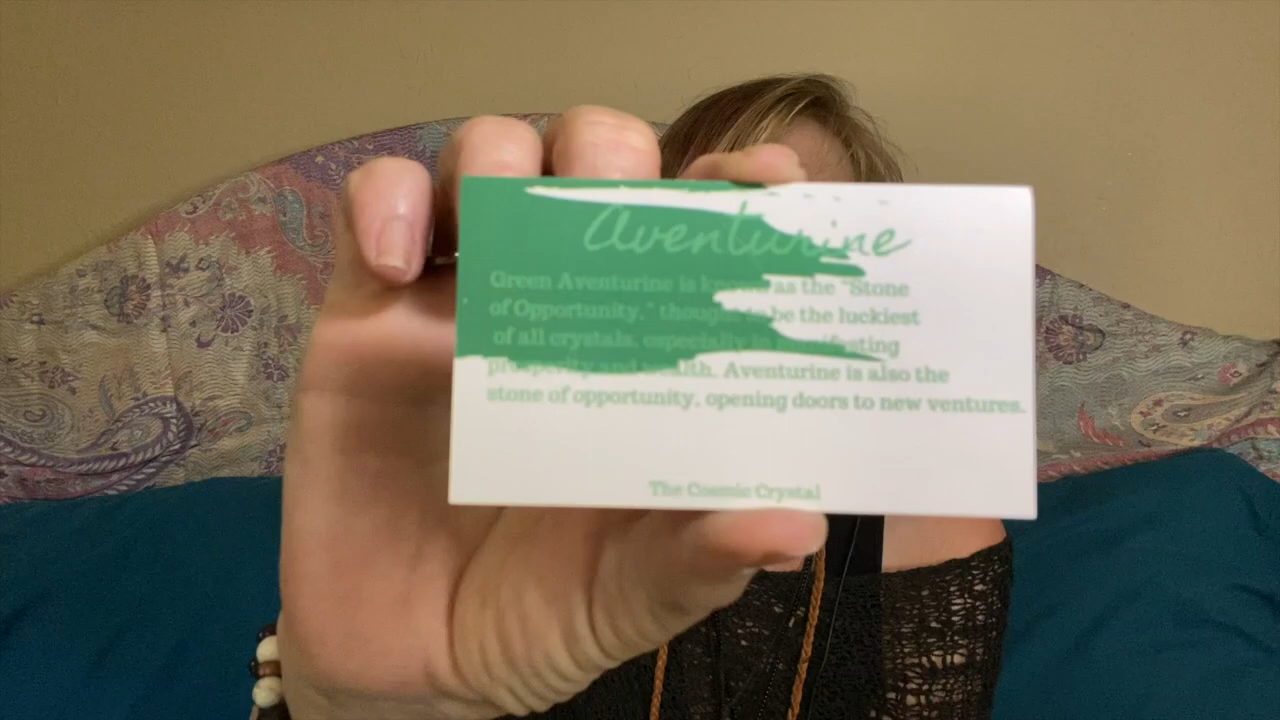 Aventurine
Green Aventurine is known as the "Stone
of Opportunity," thought to be the luckiest
of all crystals, especially in manifesting
prosperity and wealth. Aventurine is also the
stone of opportunity, opening doors to new ventures.
The Cosmic Crystal